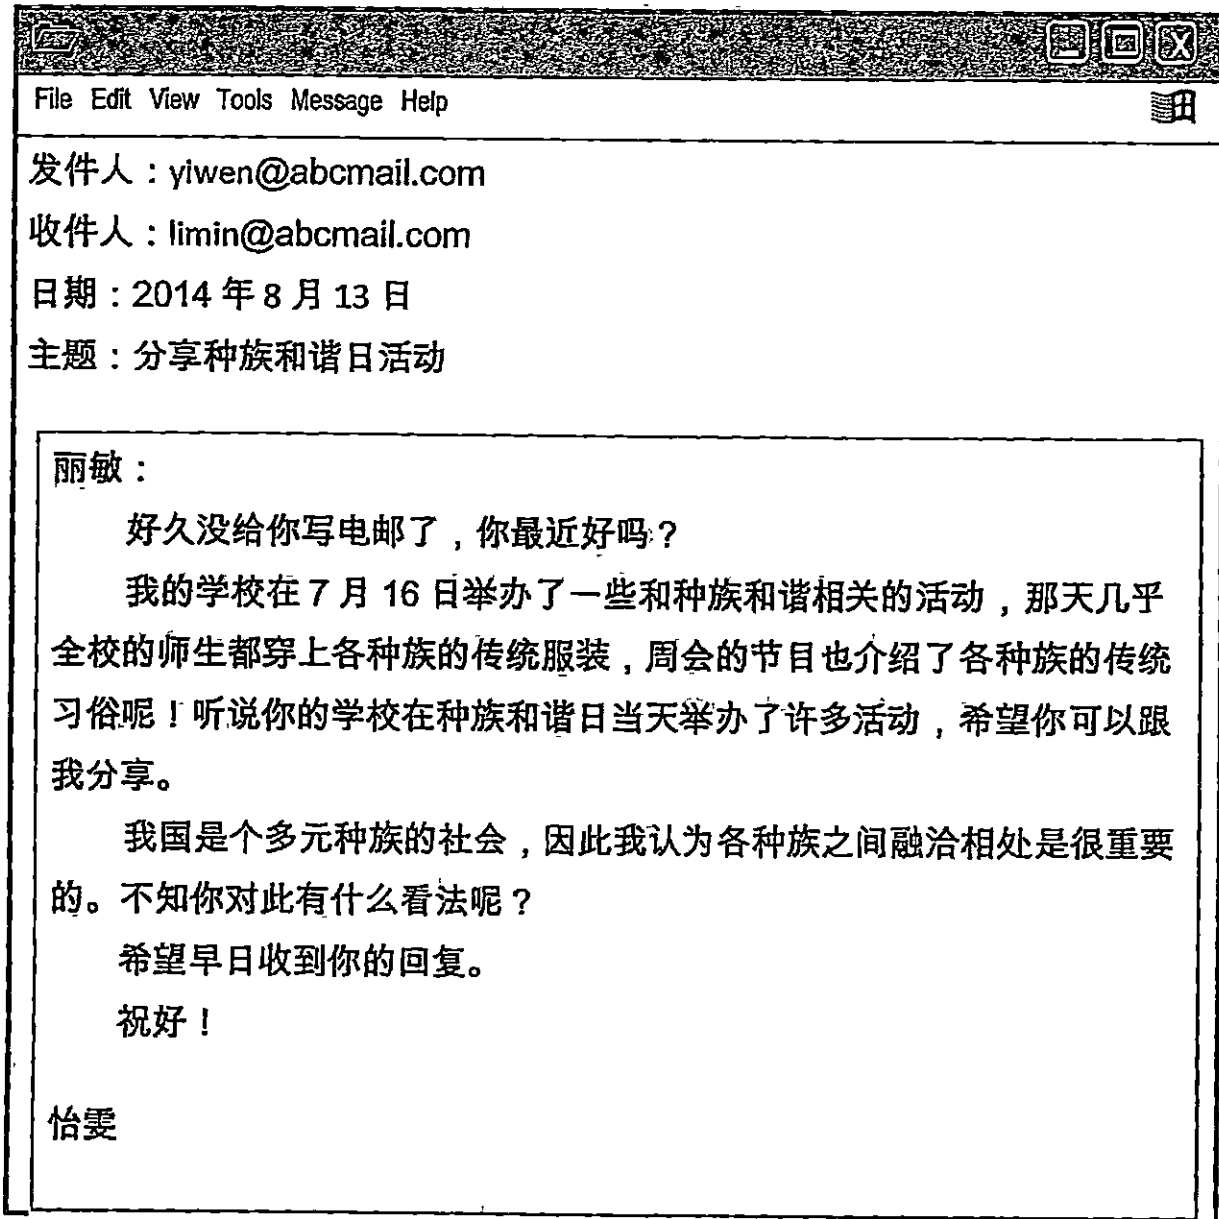 File Edit View Tools Message Help
发件人：yiwen@abcmail.com
收件人：limin@abcmail.com
日期：2014 年 8 月 13 日
主题：分享种族和谐日活动
丽敏：
好久没给你写电邮了，你最近好吗？
我的学校在 7 月 16 日举办了一些和种族和谐相关的活动，那天几乎
全校的师生都穿上各种族的传统服装，周会的节目也介绍了各种族的传统
习俗呢！听说你的学校在种族和谐日当天举办了许多活动，希望你可以跟
我分享。
我国是个多元种族的社会，因此我认为各种族之间融洽相处是很重要
的。不知你对此有什么看法呢？
希望早日收到你的回复。
祝好！
怡雯